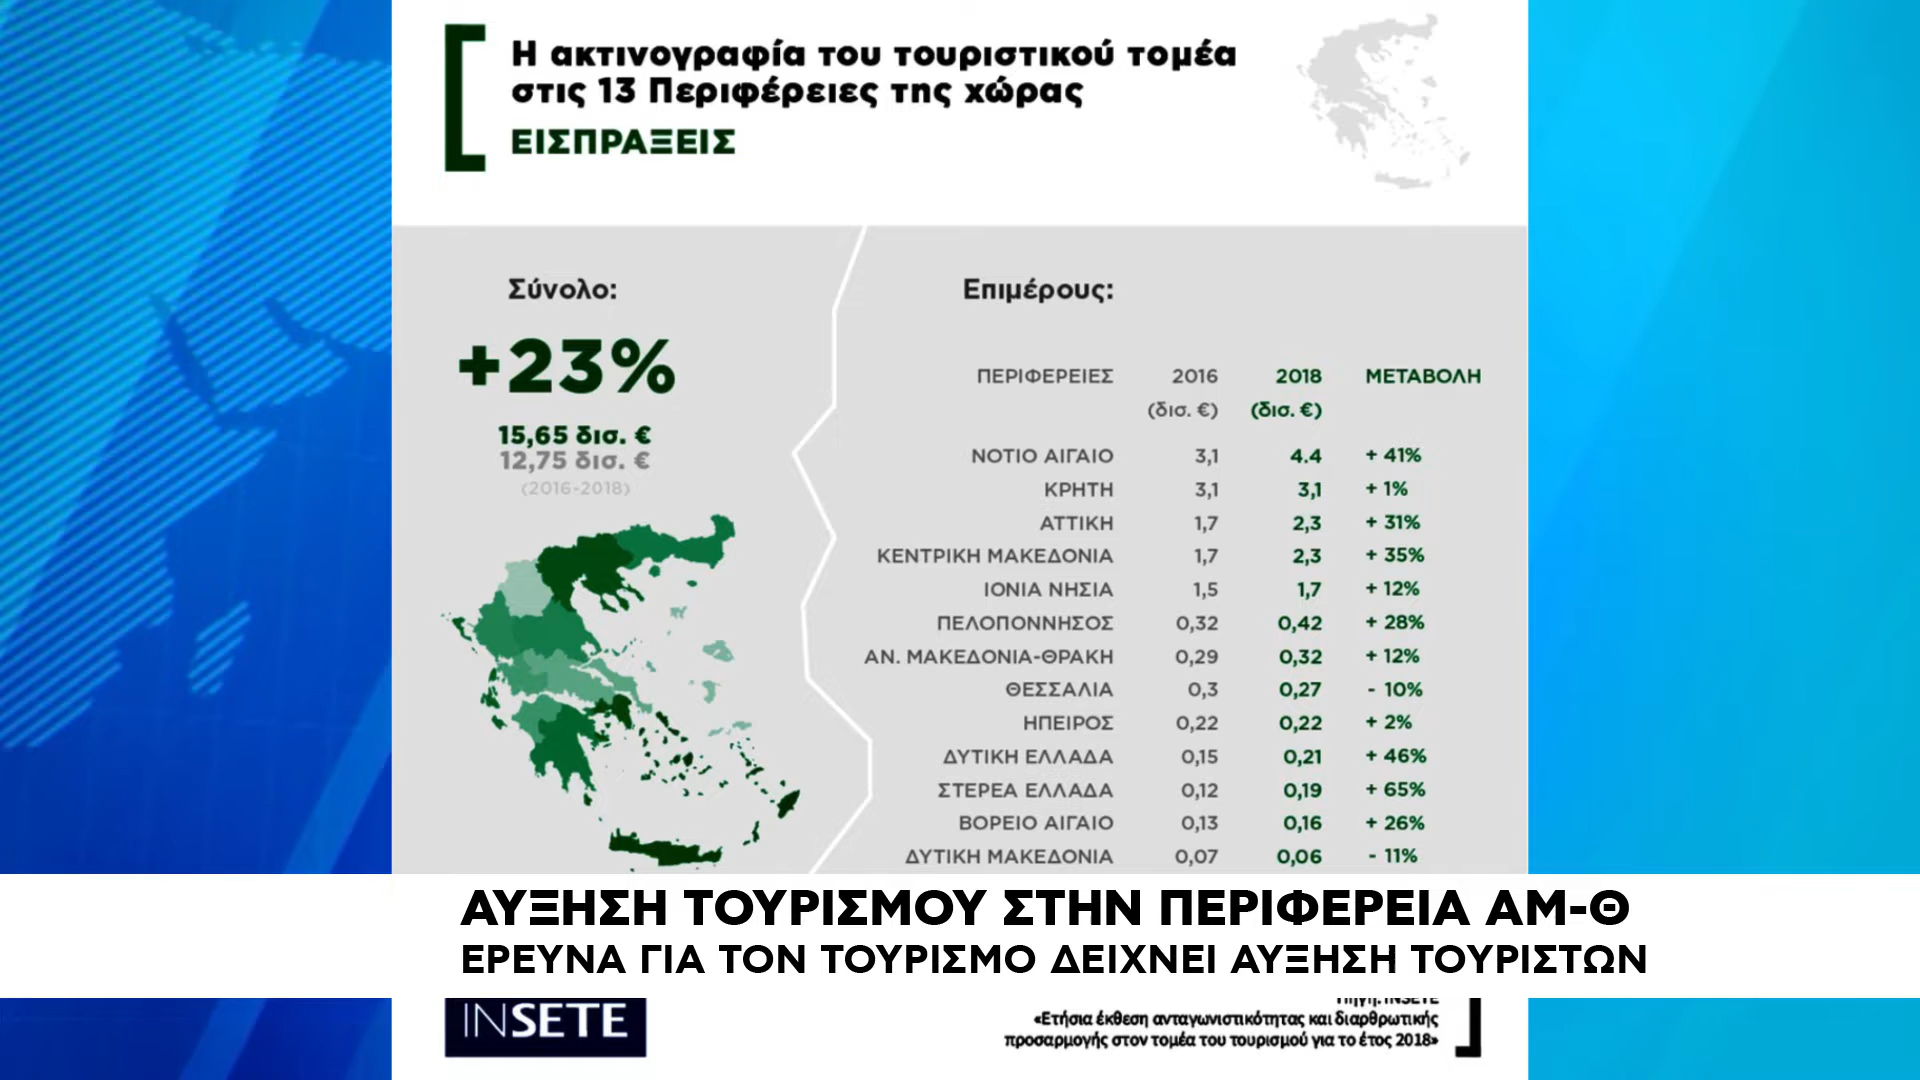 Η ακτινογραφία του τουριστικού τομέα
στις 13 Περιφέρειες της χώρας
ΕΙΣΠΡΑΞΕΙΣ
Σύνολο:
+23%
15,65 δισ. €
12,75 δισ. €
(2016-2018)
Επιμέρους:
ΠΕΡΙΦΕΡΕΙΕΣ 2016 2018 ΜΕΤΑΒΟΛΗ
(δισ. €) (δισ. €)
ΝΟΤΙΟ ΑΙΓΑΙΟ 3,1 4.4 + 41%
ΚΡΗΤΗ 3,1 3,1 + 1%
ΑΤΤΙΚΗ 1,7 2,3 + 31%
ΚΕΝΤΡΙΚΗ ΜΑΚΕΔΟΝΙΑ 1,7 2,3 + 35%
ΙΟΝΙΑ ΝΗΣΙΑ 1,5 1,7 + 12%
ΠΕΛΟΠΟΝΝΗΣΟΣ 0,32 0,42 + 28%
ΑΝ. ΜΑΚΕΔΟΝΙΑ-ΘΡΑΚΗ 0,29 0,32 + 12%
ΘΕΣΣΑΛΙΑ 0,3 0,27 - 10%
ΗΠΕΙΡΟΣ 0,22 0,22 + 2%
ΔΥΤΙΚΗ ΕΛΛΑΔΑ 0,15 0,21 + 46%
ΣΤΕΡΕΑ ΕΛΛΑΔΑ 0,12 0,19 + 65%
ΒΟΡΕΙΟ ΑΙΓΑΙΟ 0,13 0,16 + 26%
ΔΥΤΙΚΗ ΜΑΚΕΔΟΝΙΑ 0,07 0,06 - 11%
ΑΥΞΗΣΗ ΤΟΥΡΙΣΜΟΥ ΣΤΗΝ ΠΕΡΙΦΕΡΕΙΑ ΑΜ-Θ
ΕΡΕΥΝΑ ΓΙΑ ΤΟΝ ΤΟΥΡΙΣΜΟ ΔΕΙΧΝΕΙ ΑΥΞΗΣΗ ΤΟΥΡΙΣΤΩΝ
INSETE
Πηγή: INSETE
«Ετήσια έκθεση ανταγωνιστικότητας και διαρθρωτικής
προσαρμογής στον τομέα του τουρισμού για το έτος 2018»